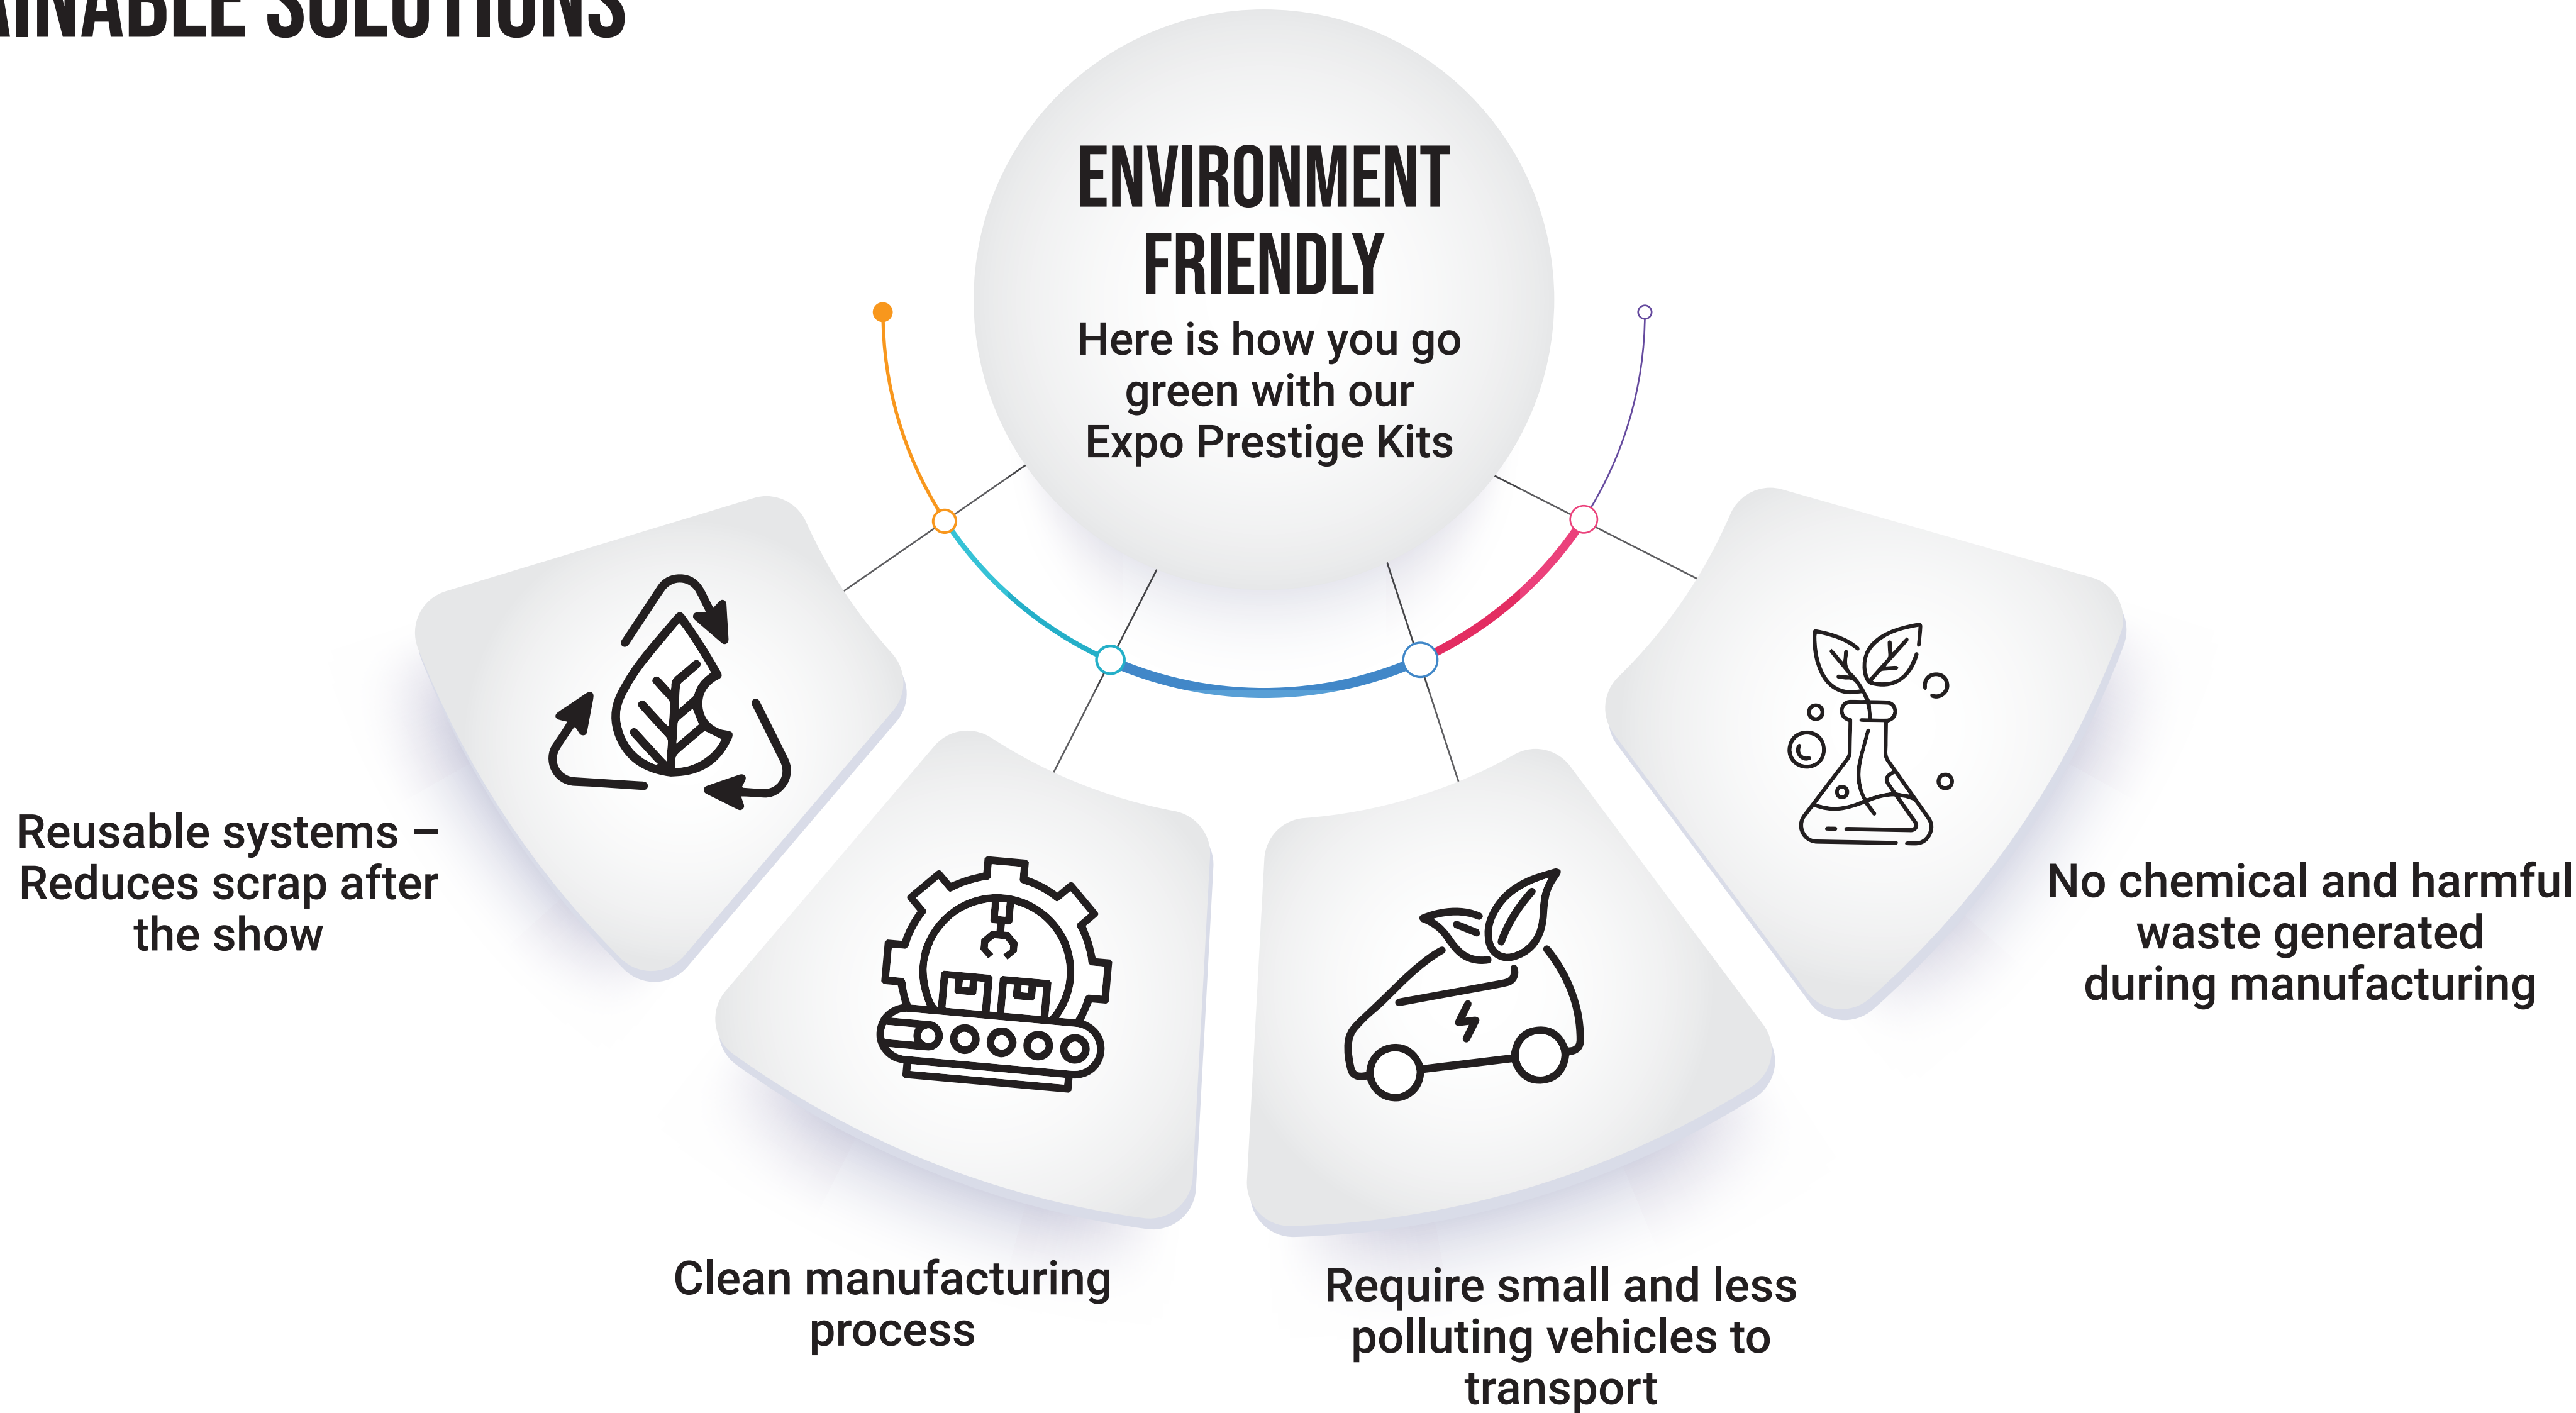 AINABLE SOLUTIONS
ENVIRONMENT
FRIENDLY
Here is how you go
green with our
Expo Prestige Kits
Reusable systems –
Reduces scrap after
the show
Clean manufacturing
process
Require small and less
polluting vehicles to
transport
No chemical and harmful
waste generated
during manufacturing